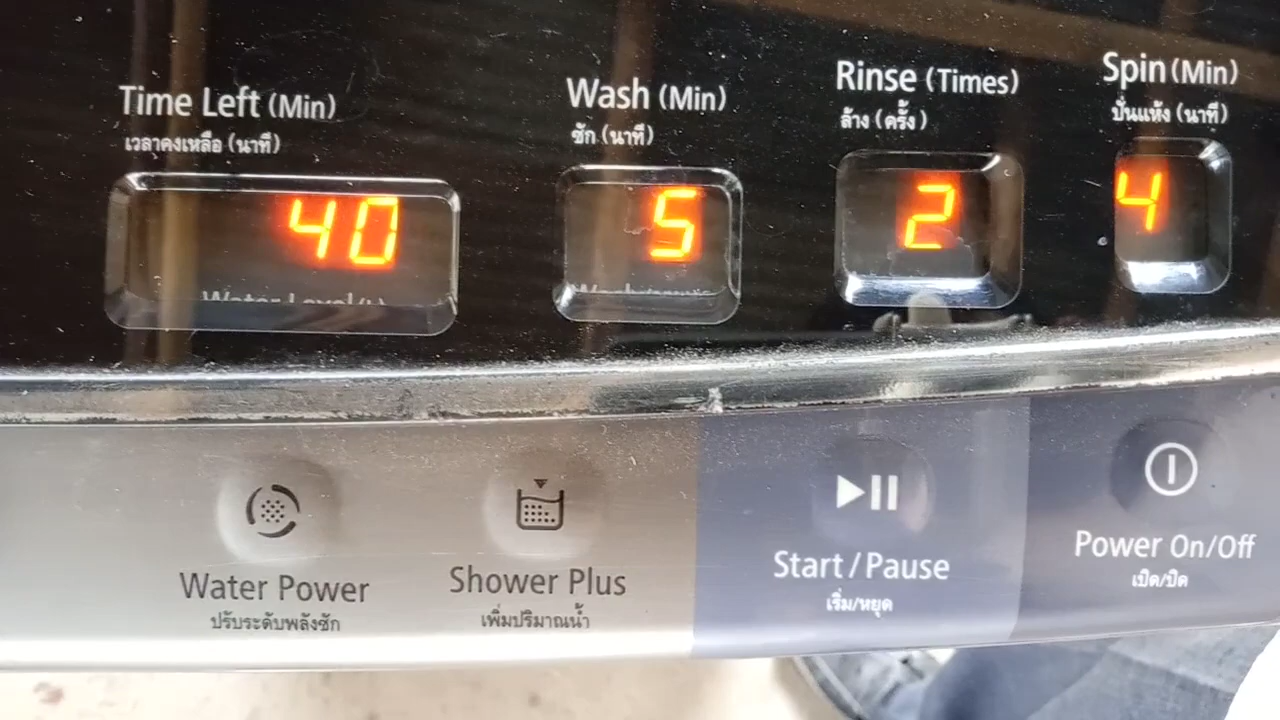 Time Left (Min)
เวลาคงเหลือ (นาที)
40
Wash (Min)
ซัก (นาที)
5
Rinse (Times)
ล้าง (ครั้ง)
2
Spin (Min)
ปั่นแห้ง (นาที)
4
Water Level
Water Power
ปรับระดับพลังซัก
Shower Plus
เพิ่มปริมาณน้ำ
Start / Pause
เริ่ม/หยุด
Power On/Off
เปิด/ปิด